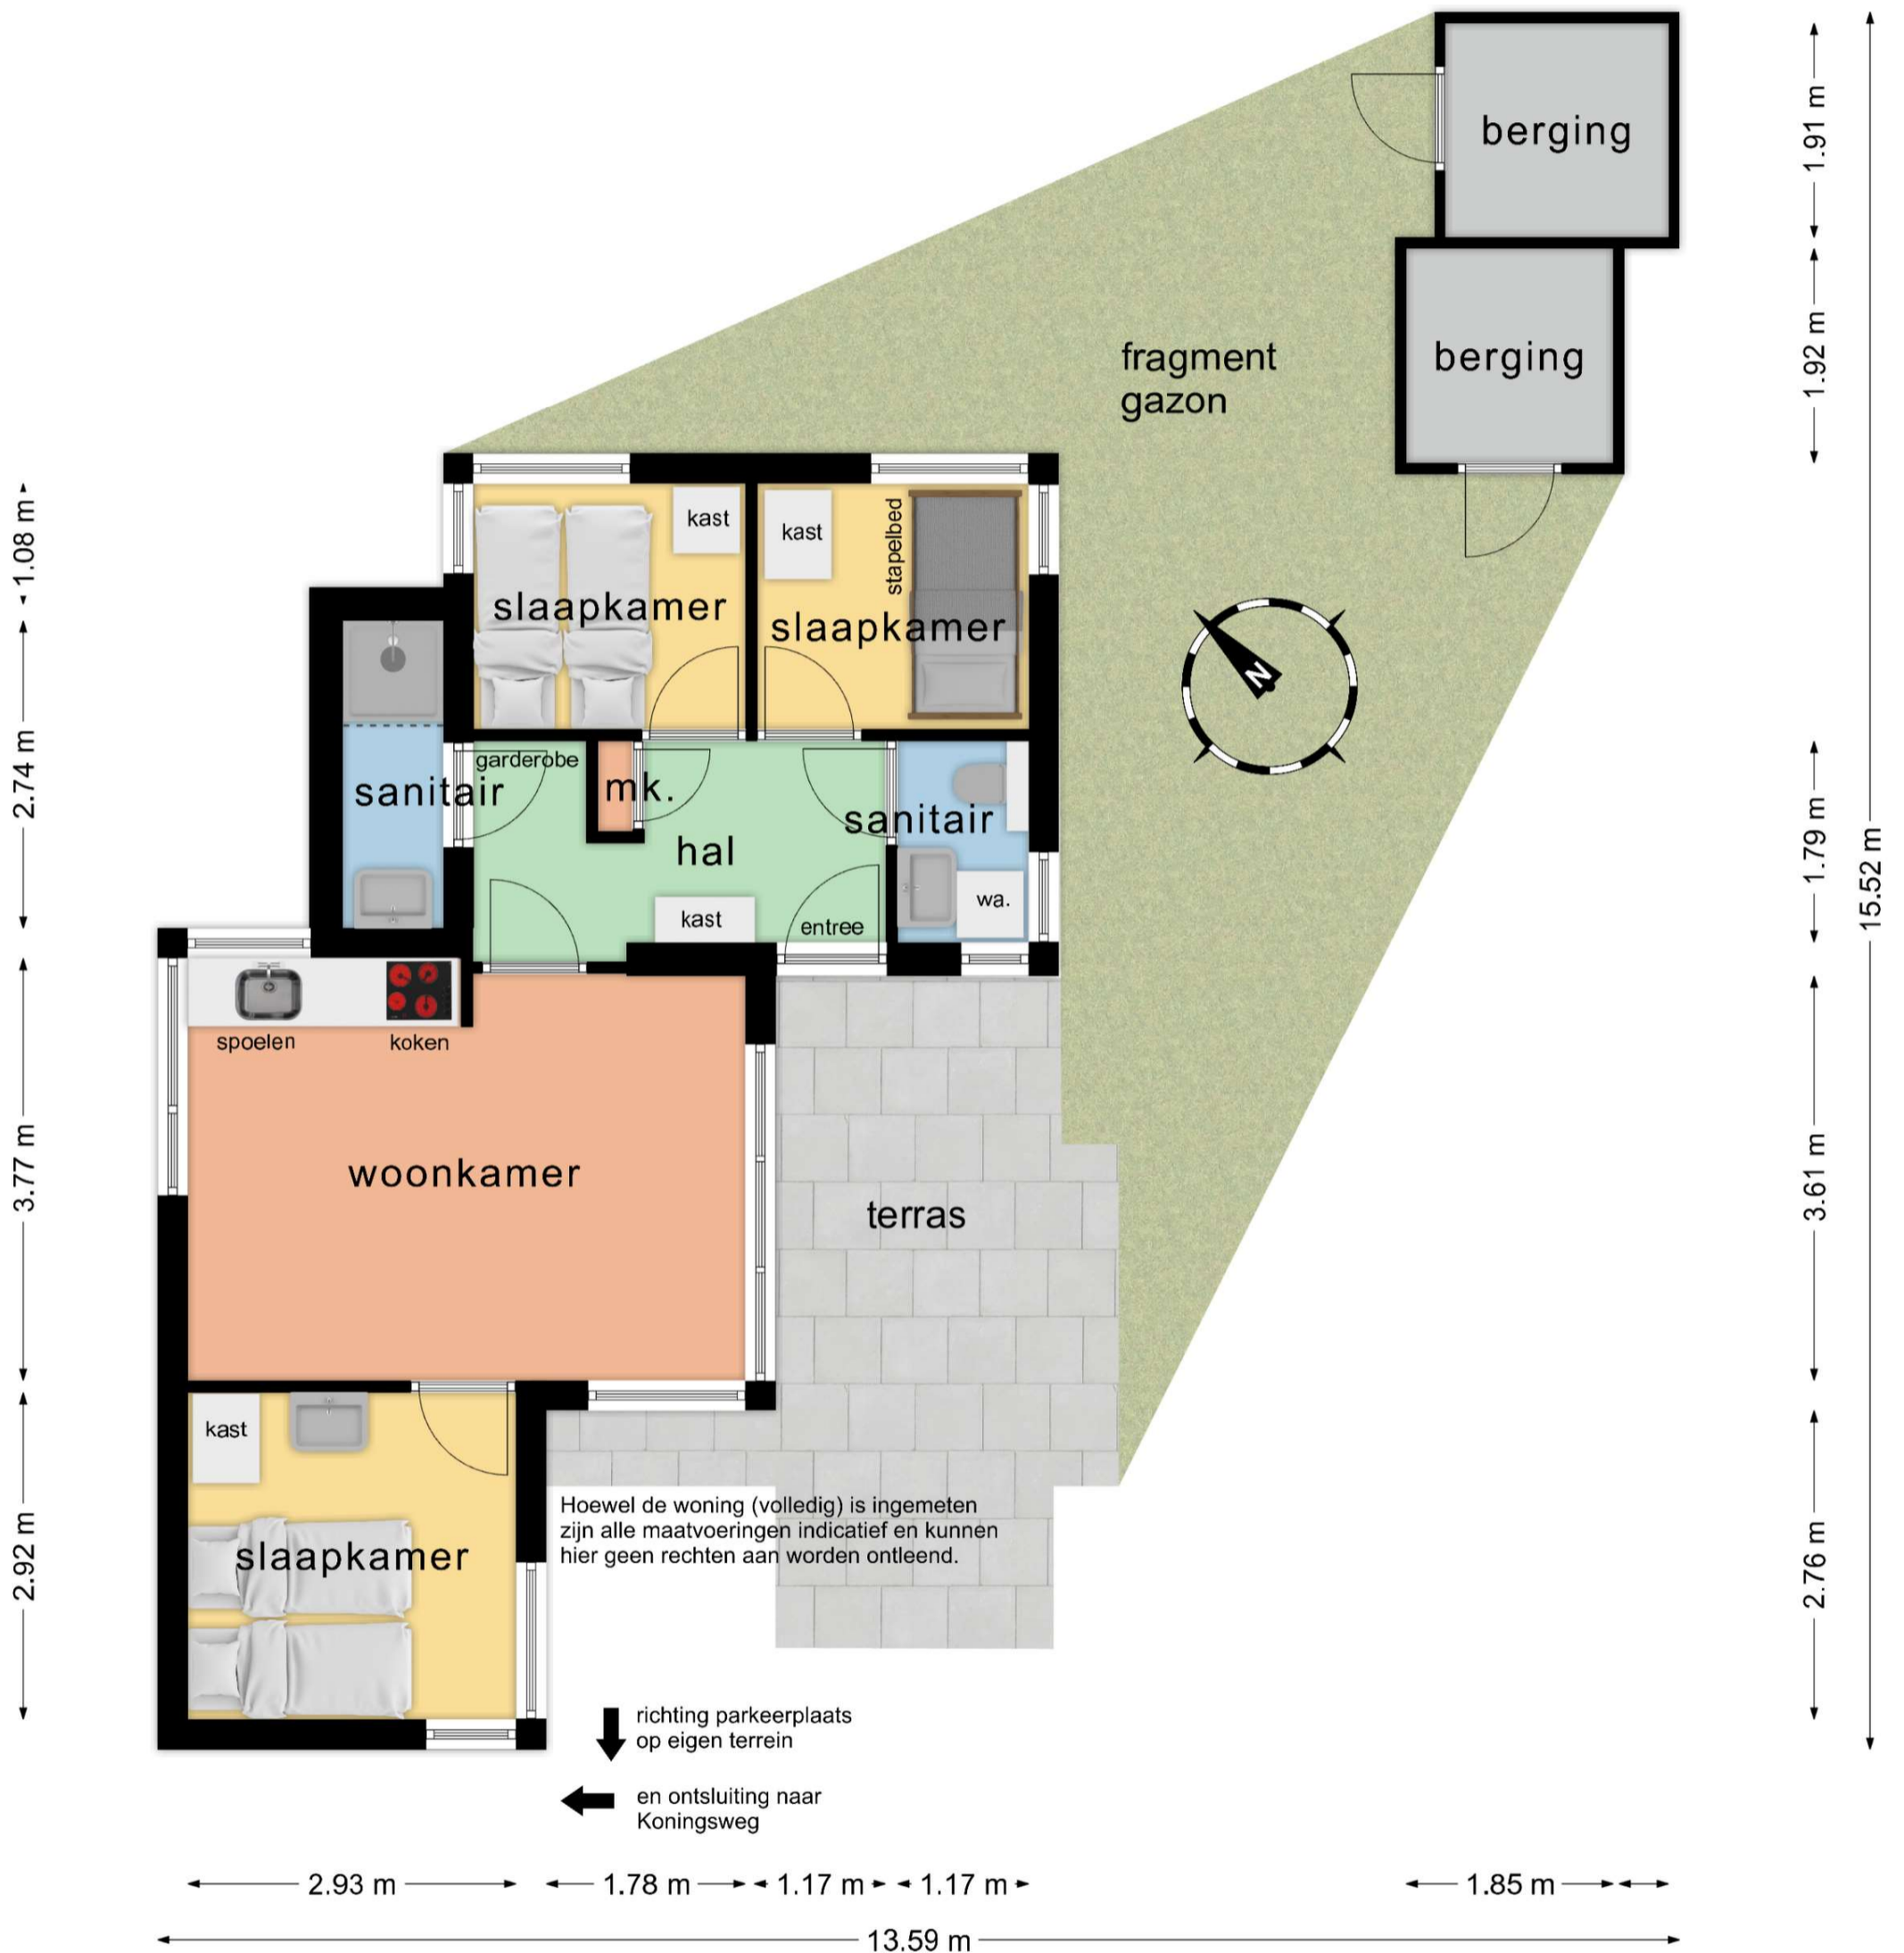 berging
1.91 m
berging
1.92 m
15.52 m
fragment
gazon
1.08 m
kast
kast
stapelbed
slaapkamer
slaapkamer
N
2.74 m
garderobe
sanitair
mk.
sanitair
hal
1.79 m
wa.
kast
entree
spoelen
koken
3.77 m
woonkamer
terras
3.61 m
kast
slaapkamer
2.92 m
Hoewel de woning (volledig) is ingemeten
zijn alle maatvoeringen indicatief en kunnen
hier geen rechten aan worden ontleend.
2.76 m
richting parkeerplaats
op eigen terrein
en ontsluiting naar
Koningsweg
2.93 m
1.78 m
1.17 m
1.17 m
1.85 m
13.59 m